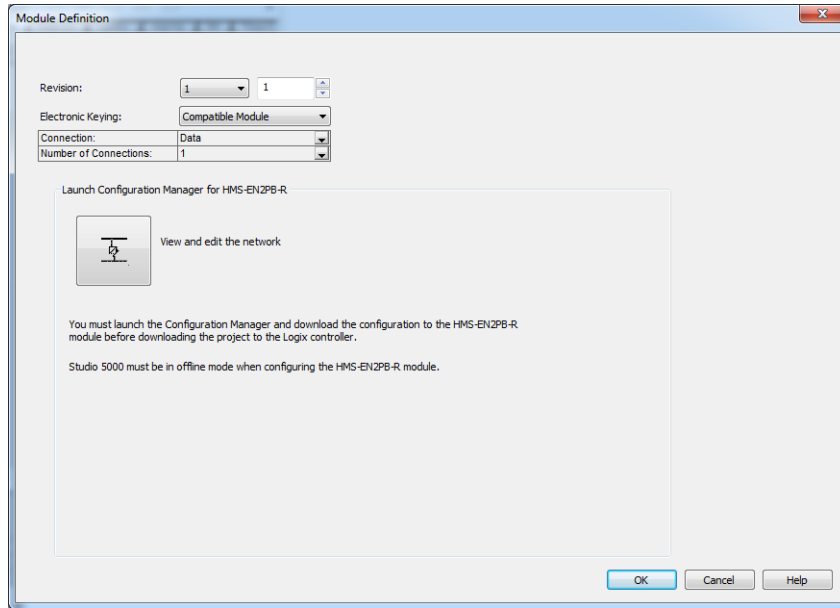 Module Definition
Revision: 1 1
Electronic Keying: Compatible Module
Connection: Data
Number of Connections: 1
Launch Configuration Manager for HMS-EN2PB-R
View and edit the network
You must launch the Configuration Manager and download the configuration to the HMS-EN2PB-R
module before downloading the project to the Logix controller.
Studio 5000 must be in offline mode when configuring the HMS-EN2PB-R module.
OK Cancel Help